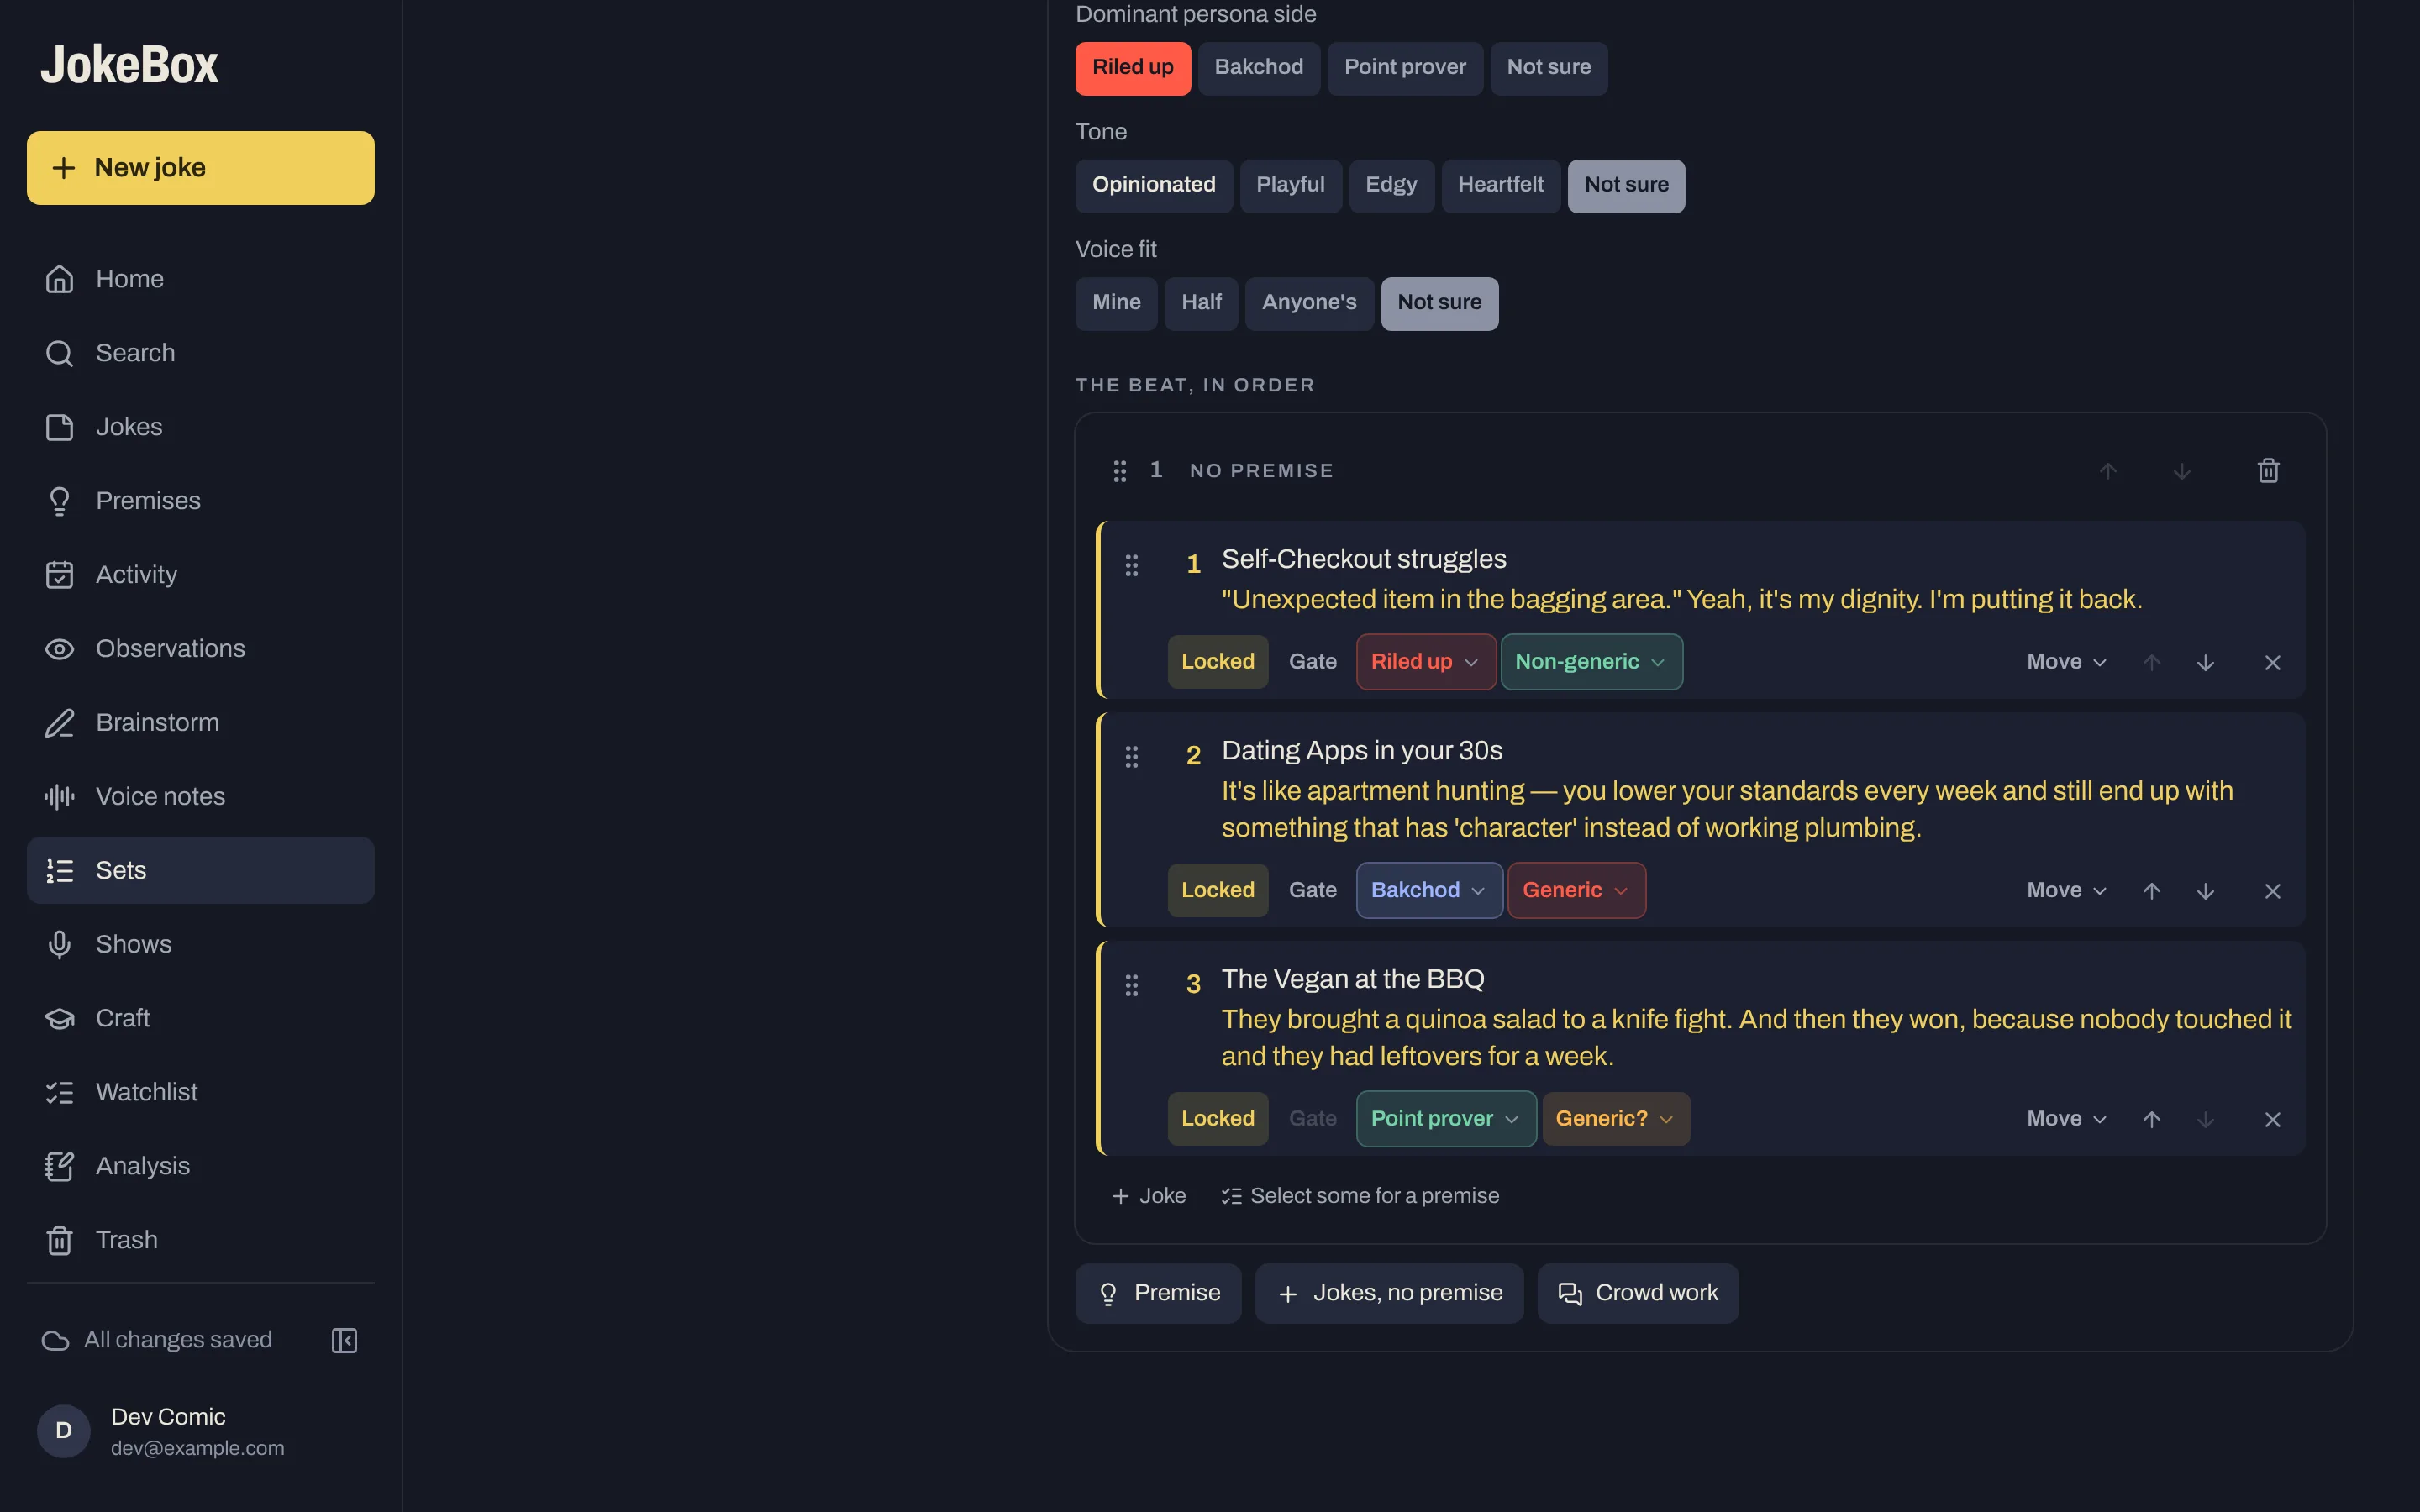 JokeBox
New joke
Home
Search
Jokes
Premises
Activity
Observations
Brainstorm
Voice notes
Sets
Shows
Craft
Watchlist
Analysis
Trash
All changes saved
D
Dev Comic
dev@example.com
Dominant persona side
Riled up Bakchod Point prover Not sure
Tone
Opinionated Playful Edgy Heartfelt Not sure
Voice fit
Mine Half Anyone's Not sure
THE BEAT, IN ORDER
1 NO PREMISE
1 Self-Checkout struggles
"Unexpected item in the bagging area." Yeah, it's my dignity. I'm putting it back.
Locked Gate Riled up Non-generic Move
2 Dating Apps in your 30s
It's like apartment hunting — you lower your standards every week and still end up with
something that has 'character' instead of working plumbing.
Locked Gate Bakchod Generic Move
3 The Vegan at the BBQ
They brought a quinoa salad to a knife fight. And then they won, because nobody touched it
and they had leftovers for a week.
Locked Gate Point prover Generic? Move
Joke Select some for a premise
Premise Jokes, no premise Crowd work